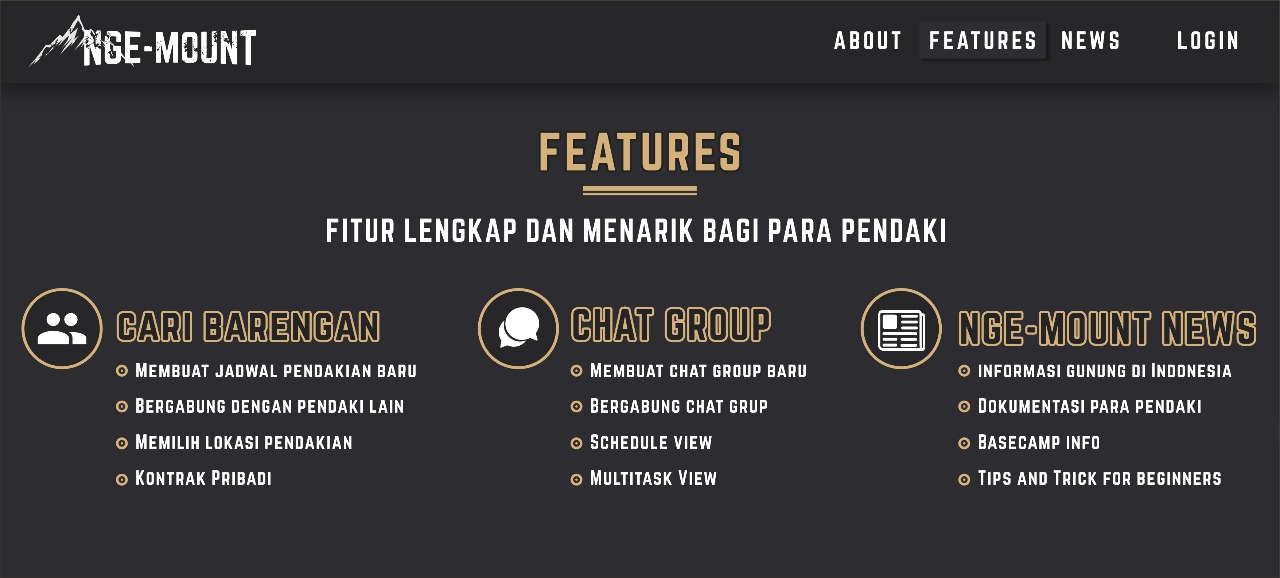 NGE-MOUNT
ABOUT FEATURES NEWS LOGIN
FEATURES
FITUR LENGKAP DAN MENARIK BAGI PARA PENDAKI
CARI BARENGAN
MEMBUAT JADWAL PENDAKIAN BARU
BERGABUNG DENGAN PENDAKI LAIN
MEMILIH LOKASI PENDAKIAN
KONTRAK PRIBADI
CHAT GROUP
MEMBUAT CHAT GROUP BARU
BERGABUNG CHAT GRUP
SCHEDULE VIEW
MULTITASK VIEW
NGE-MOUNT NEWS
INFORMASI GUNUNG DI INDDNESIA
DOKUMENTASI PARA PENDAKI
BASECAMP INFO
TIPS AND TRICK FOR BEGINNERS